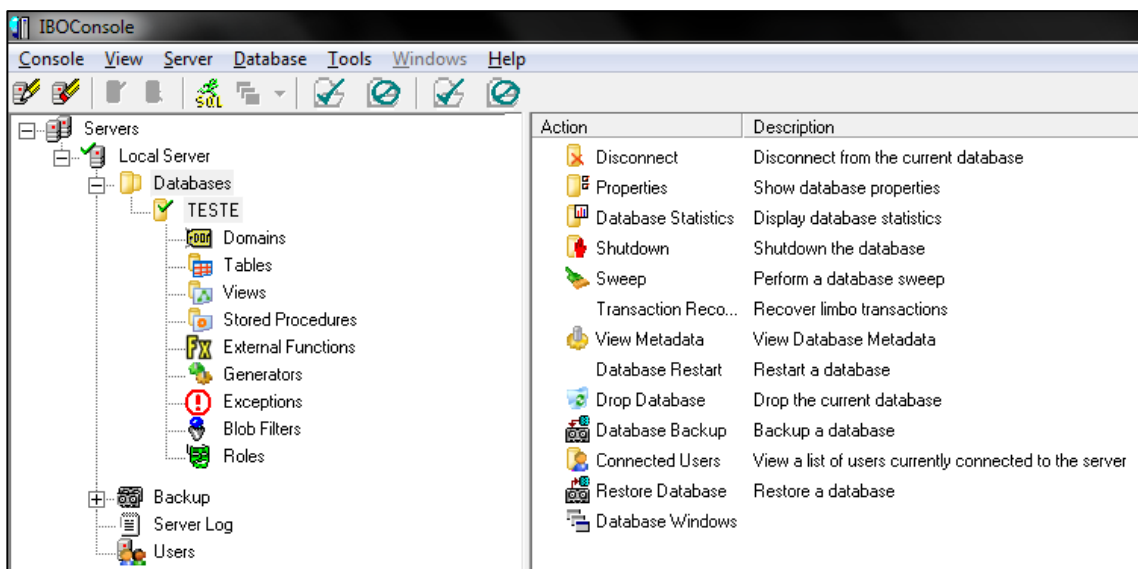 IBOConsole
Console View Server Database Tools Windows Help
SQL
Servers
Local Server
Databases
TESTE
Domains
Tables
Views
Stored Procedures
External Functions
Generators
Exceptions
Blob Filters
Roles
Backup
Server Log
Users
Action Description
Disconnect Disconnect from the current database
Properties Show database properties
Database Statistics Display database statistics
Shutdown Shutdown the database
Sweep Perform a database sweep
Transaction Reco... Recover limbo transactions
View Metadata View Database Metadata
Database Restart Restart a database
Drop Database Drop the current database
Database Backup Backup a database
Connected Users View a list of users currently connected to the server
Restore Database Restore a database
Database Windows